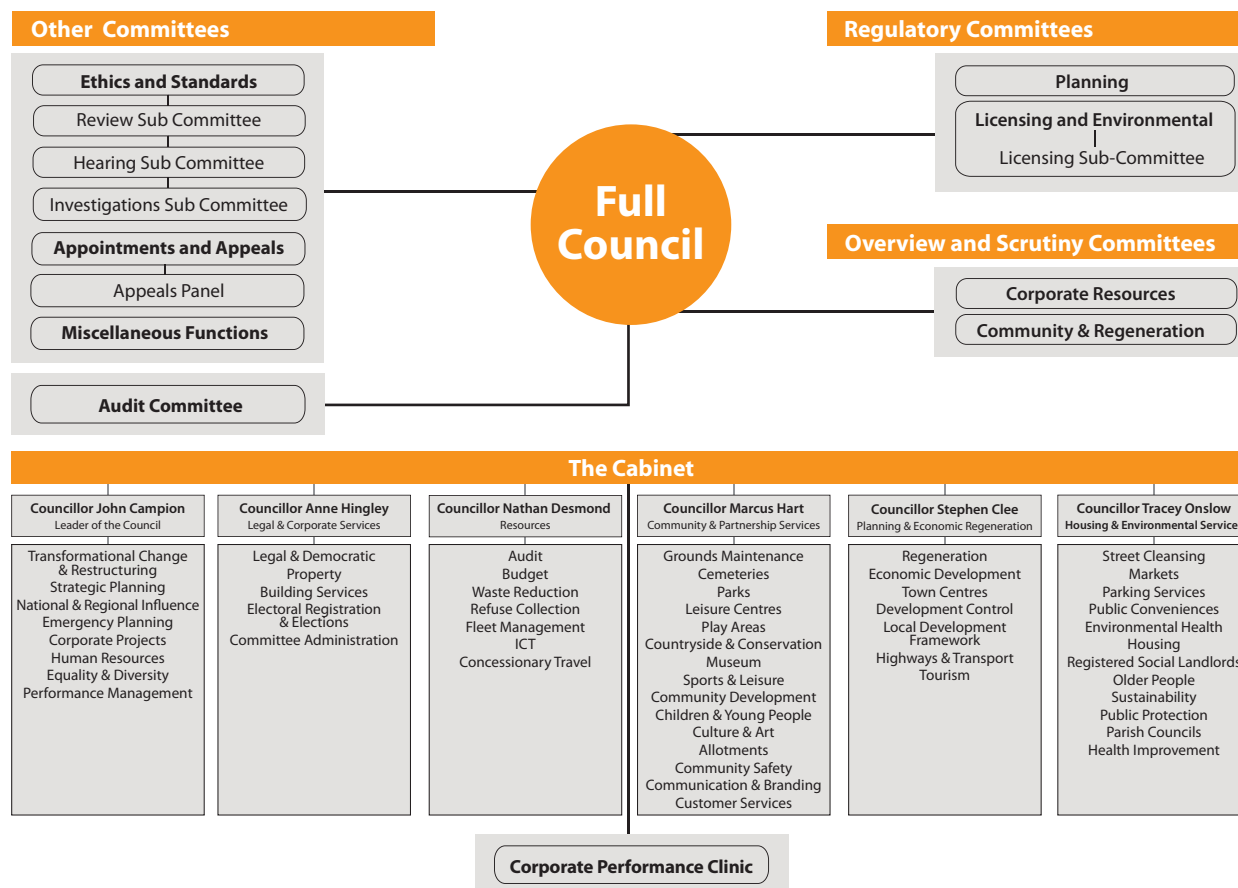 Other Committees
Ethics and Standards
Review Sub Committee
Hearing Sub Committee
Investigations Sub Committee
Appointments and Appeals
Appeals Panel
Miscellaneous Functions
Audit Committee
Full
Council
Regulatory Committees
Planning
Licensing and Environmental
Licensing Sub-Committee
Overview and Scrutiny Committees
Corporate Resources
Community & Regeneration
The Cabinet
Councillor John Campion
Leader of the Council
Transformational Change
& Restructuring
Strategic Planning
National & Regional Influence
Emergency Planning
Corporate Projects
Human Resources
Equality & Diversity
Performance Management
Councillor Anne Hingley
Legal & Corporate Services
Legal & Democratic
Property
Building Services
Electoral Registration
& Elections
Committee Administration
Councillor Nathan Desmond
Resources
Audit
Budget
Waste Reduction
Refuse Collection
Fleet Management
ICT
Concessionary Travel
Councillor Marcus Hart
Community & Partnership Services
Grounds Maintenance
Cemeteries
Parks
Leisure Centres
Play Areas
Countryside & Conservation
Museum
Sports & Leisure
Community Development
Children & Young People
Culture & Art
Allotments
Community Safety
Communication & Branding
Customer Services
Councillor Stephen Clee
Planning & Economic Regeneration
Regeneration
Economic Development
Town Centres
Development Control
Local Development
Framework
Highways & Transport
Tourism
Councillor Tracey Onslow
Housing & Environmental Service
Street Cleansing
Markets
Parking Services
Public Conveniences
Environmental Health
Housing
Registered Social Landlords
Older People
Sustainability
Public Protection
Parish Councils
Health Improvement
Corporate Performance Clinic